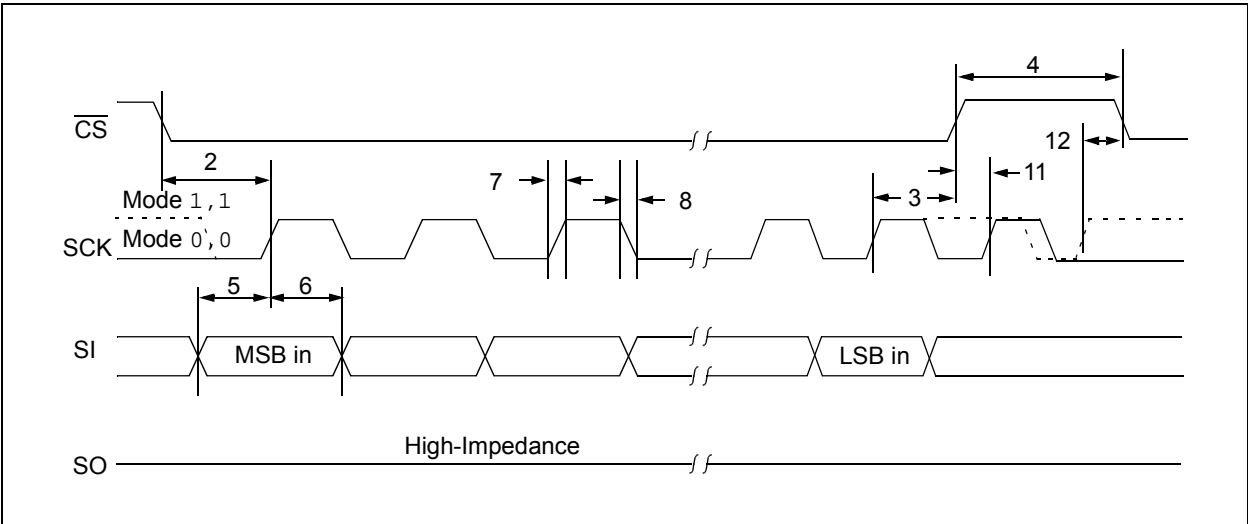 4
CS
12
2
7
8
3
11
Mode 1,1
Mode 0,0
SCK
5
6
SI
MSB in
LSB in
High-Impedance
SO